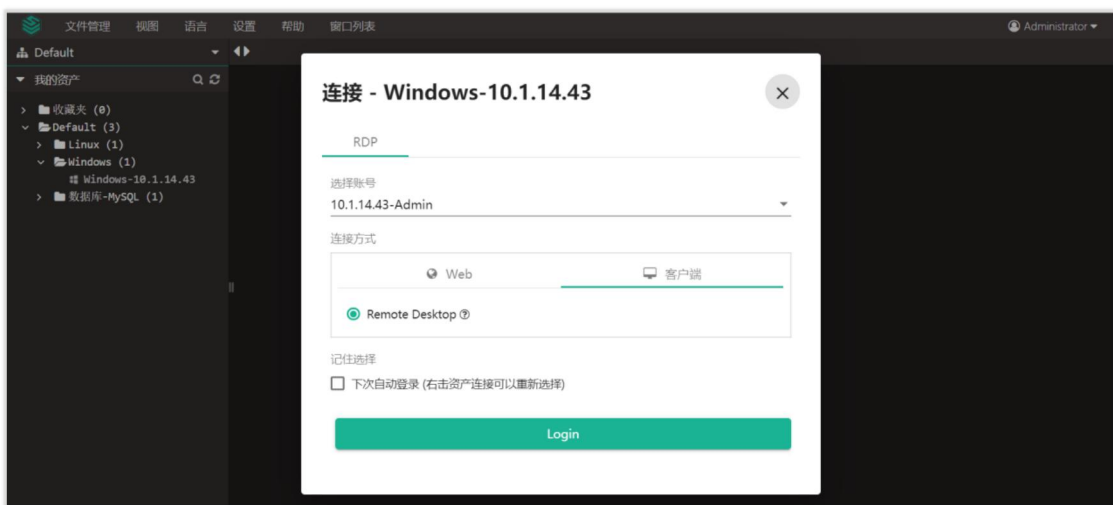 文件管理 视图 语言 设置 帮助 窗口列表 Administrator
Default
我的资产
收藏夹 (0)
Default (3)
Linux (1)
Windows (1)
Windows-10.1.14.43
数据库-MySQL (1)
连接 - Windows-10.1.14.43
RDP
选择账号
10.1.14.43-Admin
连接方式
Web 客户端
Remote Desktop
记住选择
下次自动登录 (右击资产连接可以重新选择)
Login